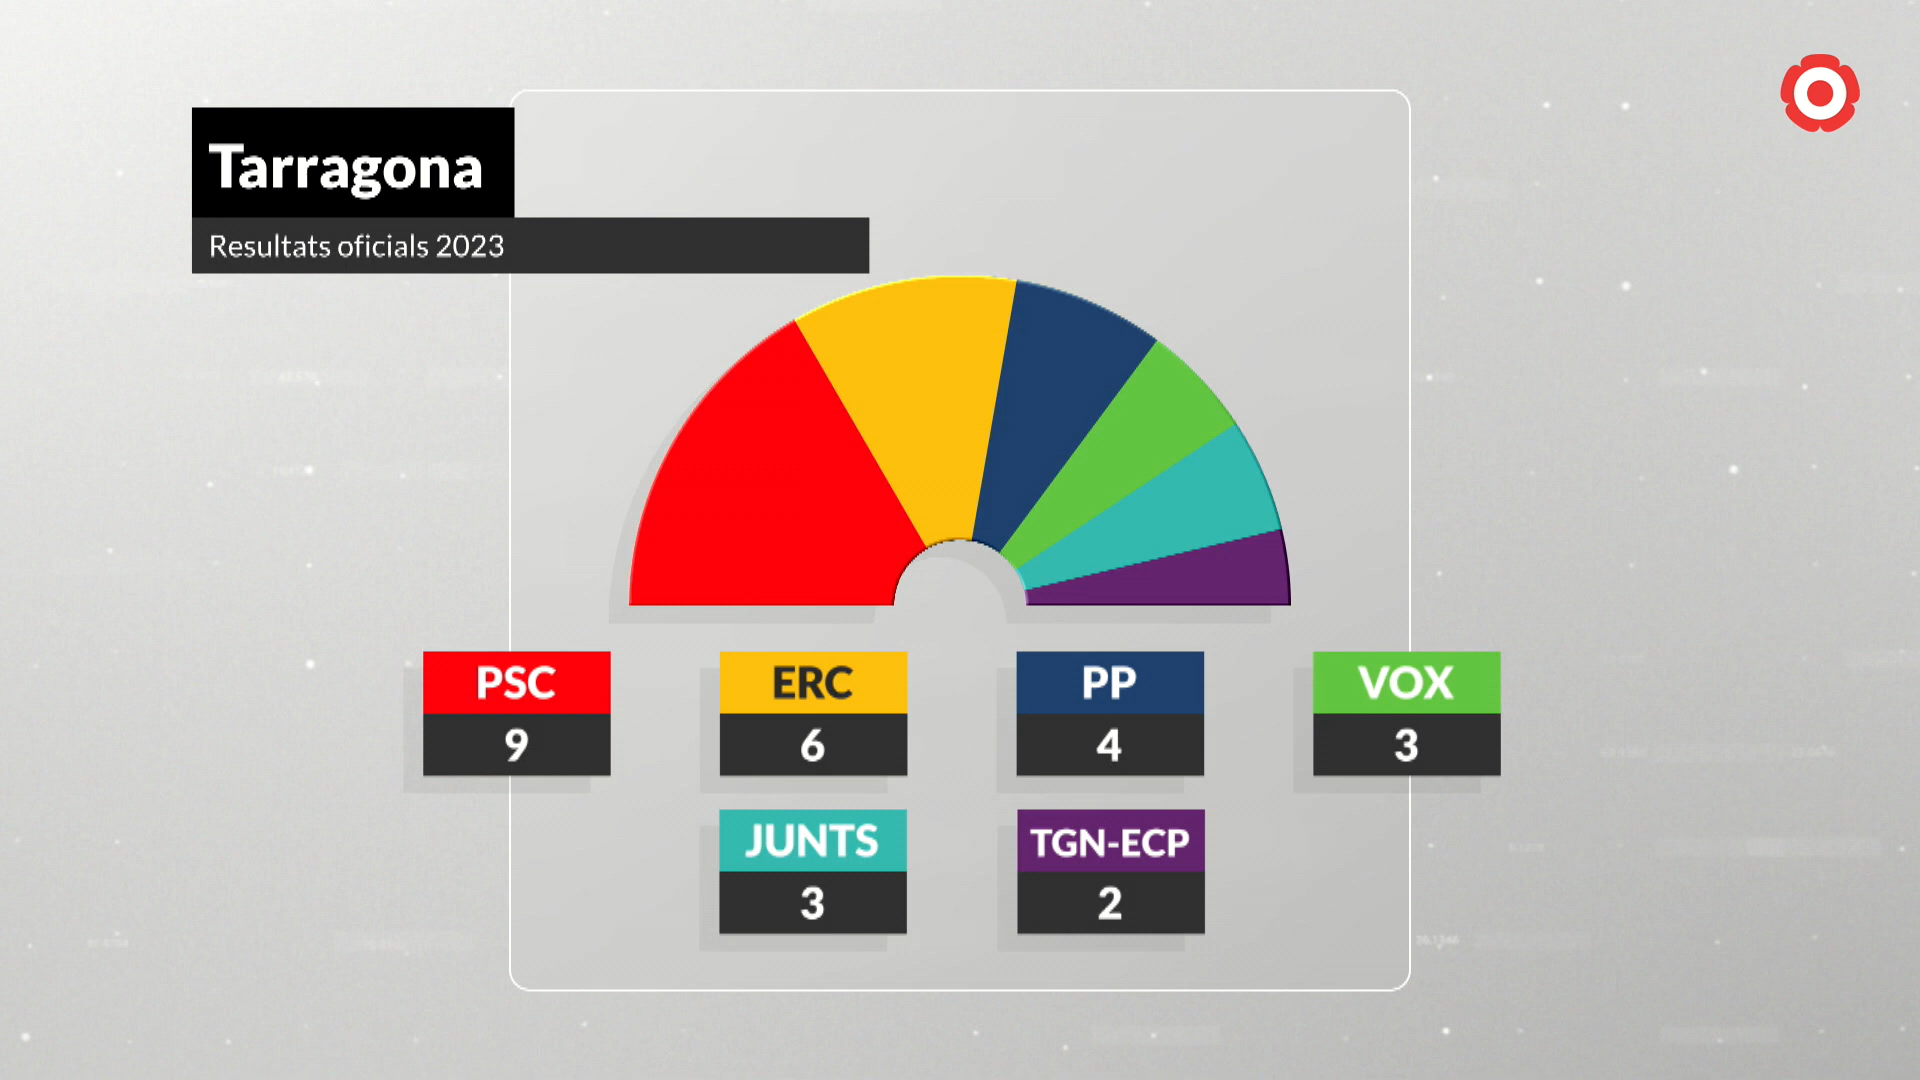 Tarragona
Resultats oficials 2023
PSC
ERC
PP
VOX
9
6
4
3
JUNTS
TGN-ECP
3
2